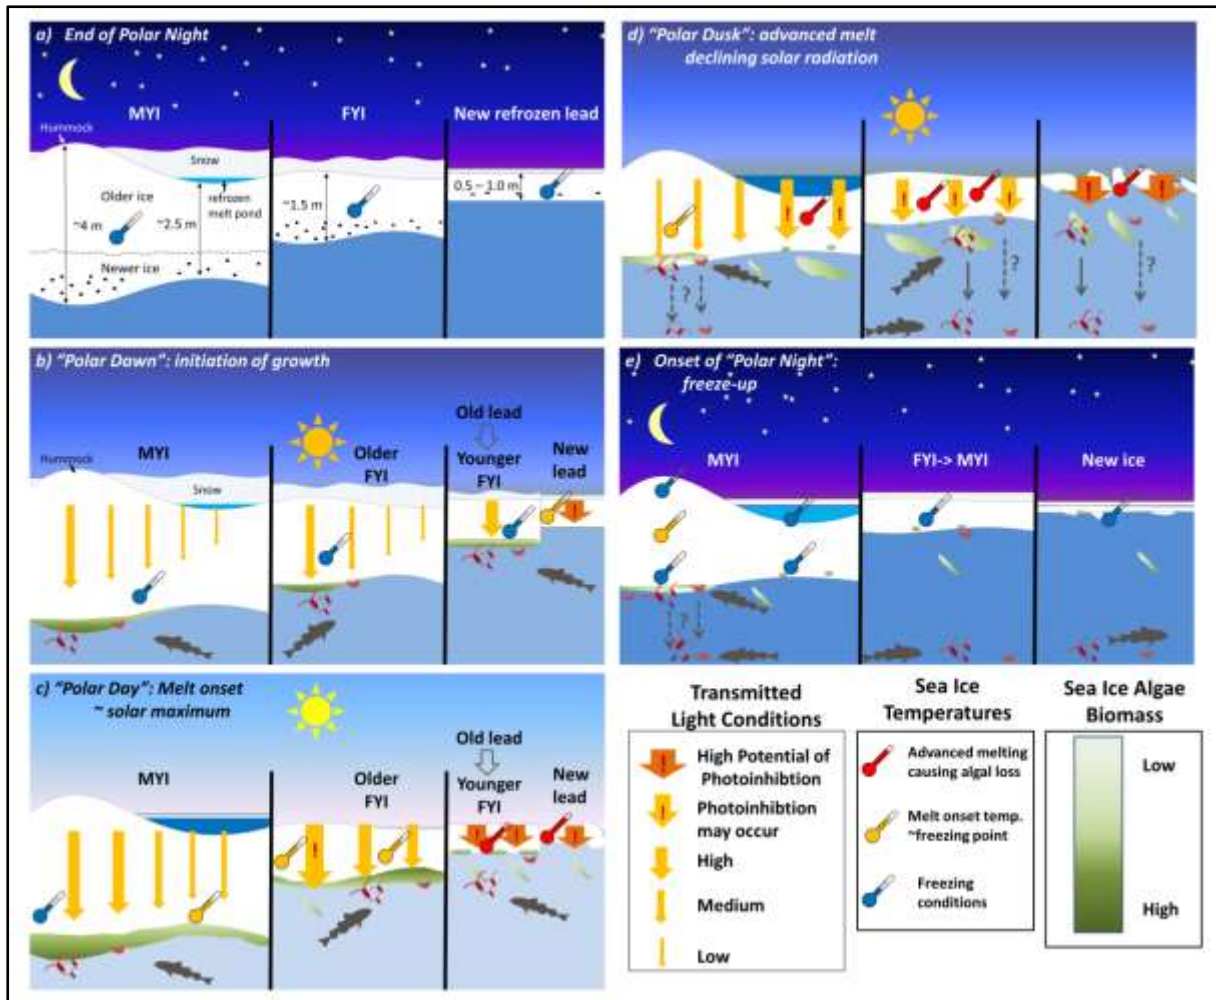 a) End of Polar Night
MYI
FYI
New refrozen lead
Hummock
Snow
Older ice
refrozen
melt pond
~4 m
~2.5 m
Newer ice
~1.5 m
0.5 – 1.0 m
b) “Polar Dawn”: initiation of growth
Old lead
MYI
Older
FYI
Younger
FYI
New
lead
Hummock
Snow
c) “Polar Day”: Melt onset
~ solar maximum
Old lead
MYI
Older
FYI
Younger
FYI
New
lead
!
!
!
!
d) “Polar Dusk”: advanced melt
declining solar radiation
!
!
!
!
!
!
!
?
?
?
e) Onset of “Polar Night”:
freeze-up
MYI
FYI-> MYI
New ice
?
Transmitted
Light Conditions
! High Potential of
Photoinhibtion
! Photoinhibtion
may occur
High
Medium
Low
Sea Ice
Temperatures
Advanced melting
causing algal loss
Melt onset temp.
~freezing point
Freezing
conditions
Sea Ice Algae
Biomass
Low
High